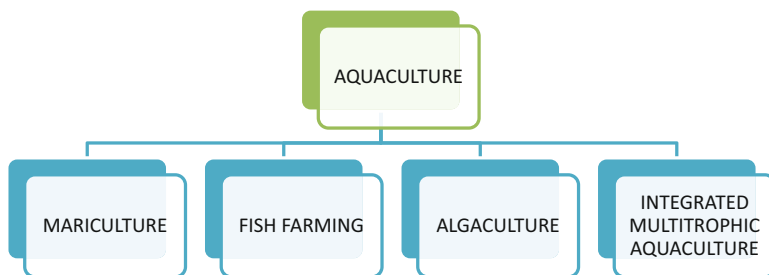 AQUACULTURE
MARICULTURE
FISH FARMING
ALGACULTURE
INTEGRATED
MULTITROPHIC
AQUACULTURE